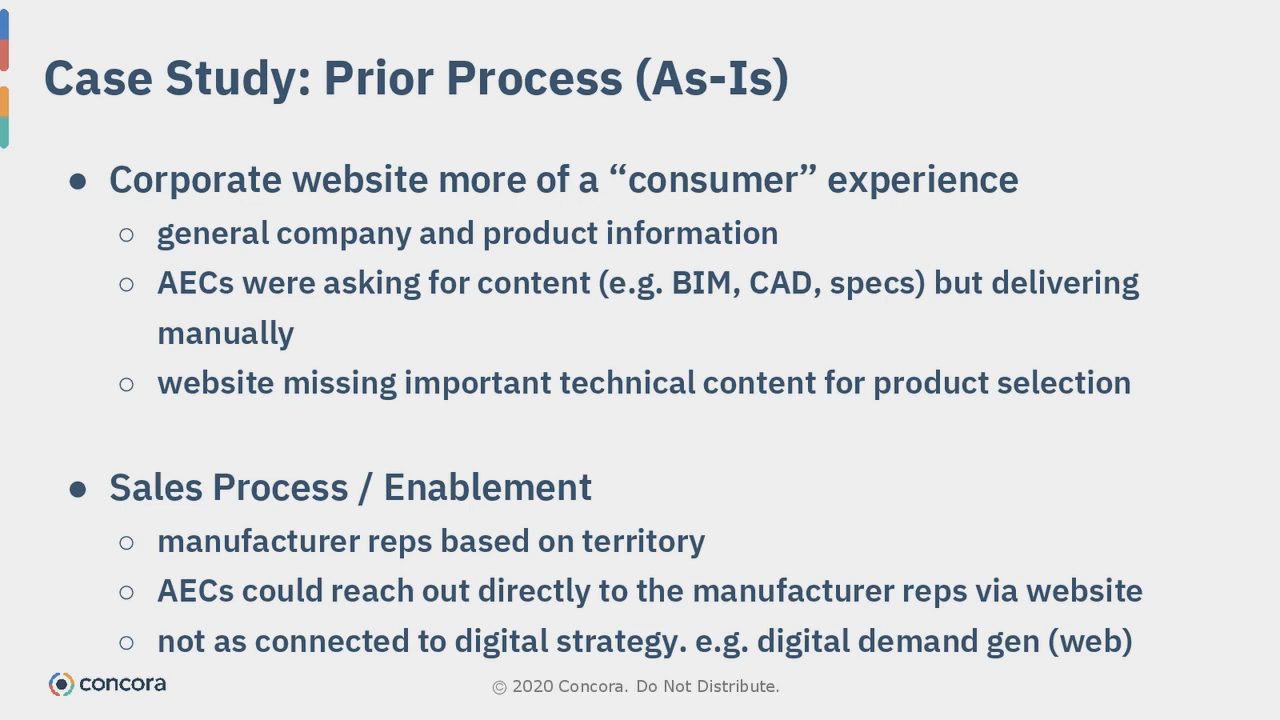 Case Study: Prior Process (As-Is)
● Corporate website more of a “consumer” experience
○ general company and product information
○ AECs were asking for content (e.g. BIM, CAD, specs) but delivering
manually
○ website missing important technical content for product selection
● Sales Process / Enablement
○ manufacturer reps based on territory
○ AECs could reach out directly to the manufacturer reps via website
○ not as connected to digital strategy. e.g. digital demand gen (web)
concora
© 2020 Concora. Do Not Distribute.